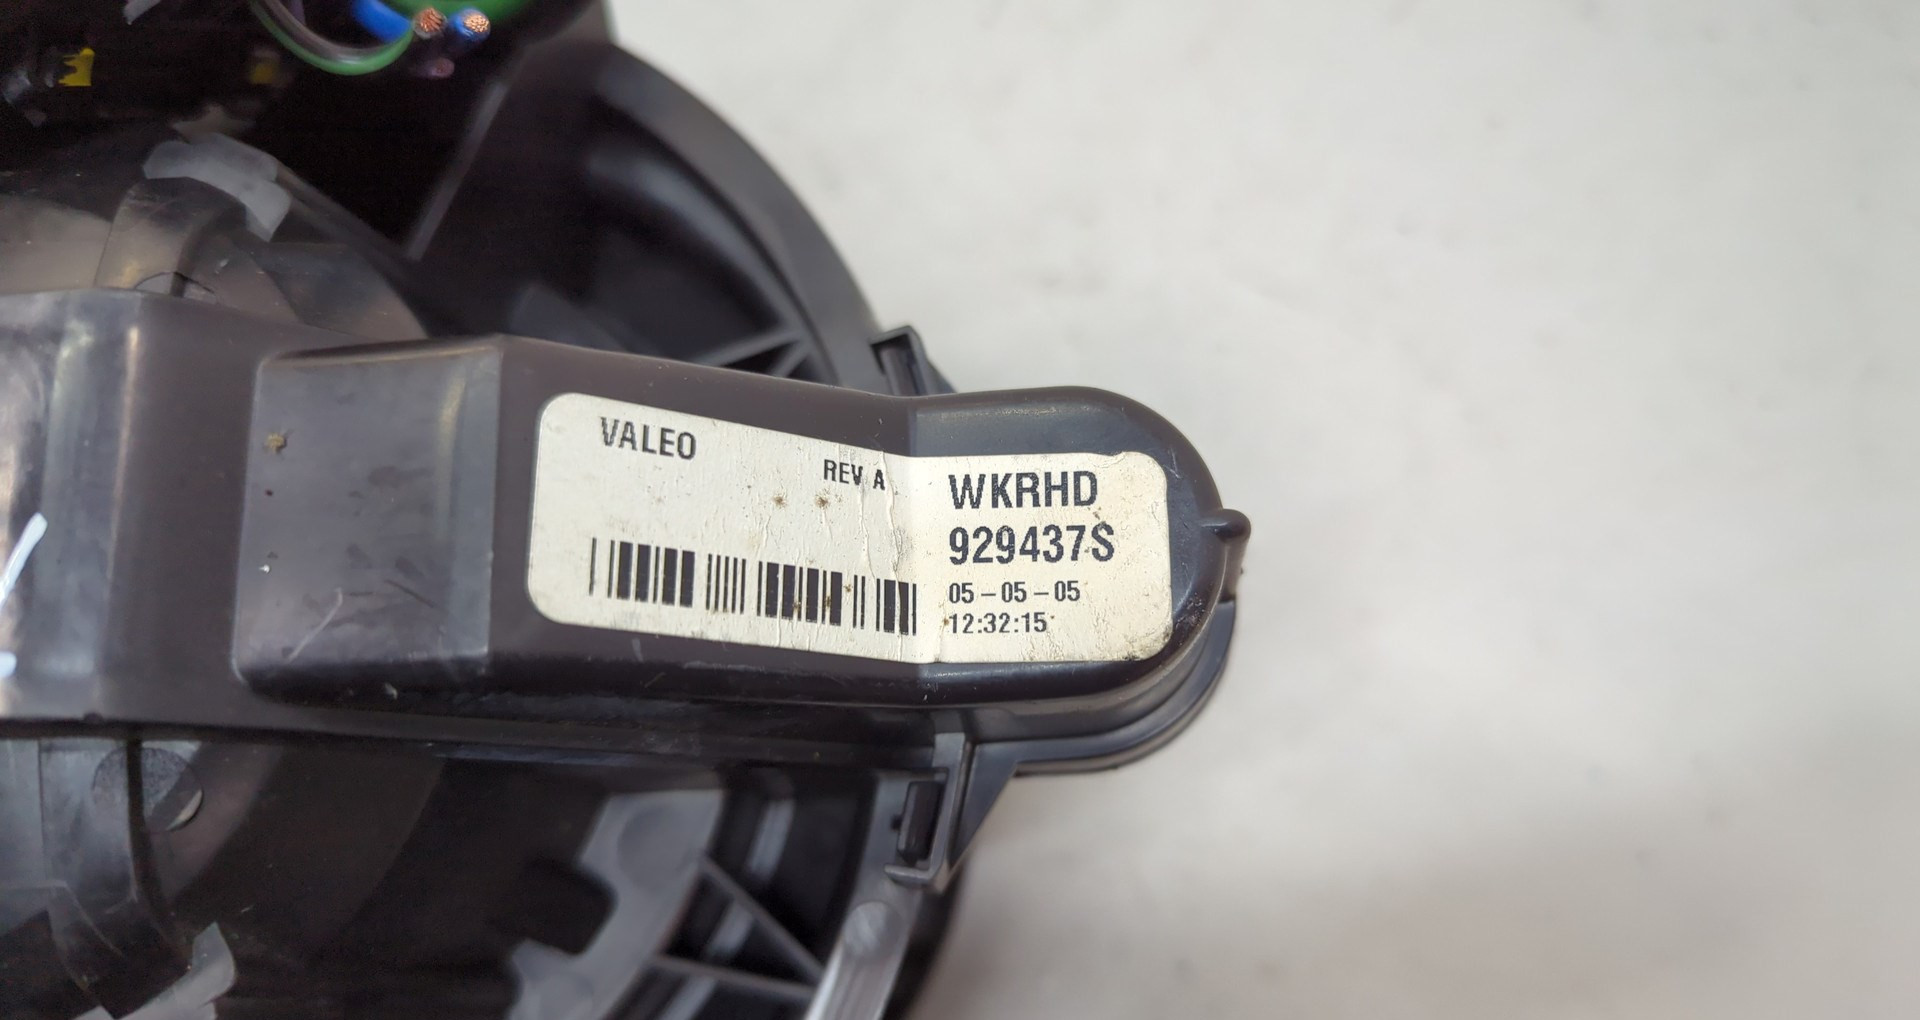 VALEO
REV A
WKRHD
929437S
05-05-05
12:32:15